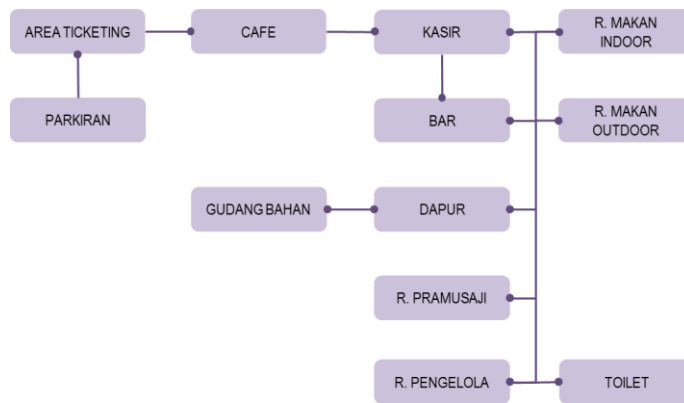 AREA TICKETING
CAFE
KASIR
R. MAKAN
INDOOR
PARKIRAN
BAR
R. MAKAN
OUTDOOR
GUDANG BAHAN
DAPUR
R. PRAMUSAJI
R. PENGELOLA
TOILET